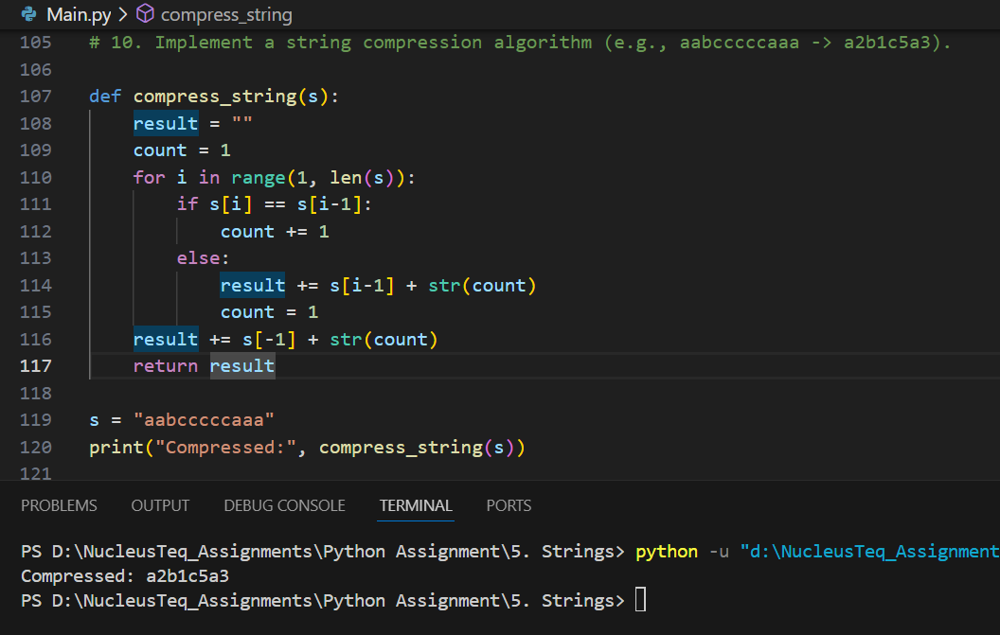 Main.py > compress_string
105 # 10. Implement a string compression algorithm (e.g., aabcccccaaa -> a2b1c5a3).
106
107 def compress_string(s):
108     result = ""
109     count = 1
110     for i in range(1, len(s)):
111         if s[i] == s[i-1]:
112             count += 1
113         else:
114             result += s[i-1] + str(count)
115             count = 1
116     result += s[-1] + str(count)
117     return result
118
119 s = "aabcccccaaa"
120 print("Compressed:", compress_string(s))
121
PROBLEMS OUTPUT DEBUG CONSOLE TERMINAL PORTS
PS D:\NucleusTeq_Assignments\Python Assignment\5. Strings> python -u "d:\NucleusTeq_Assignment
Compressed: a2b1c5a3
PS D:\NucleusTeq_Assignments\Python Assignment\5. Strings>